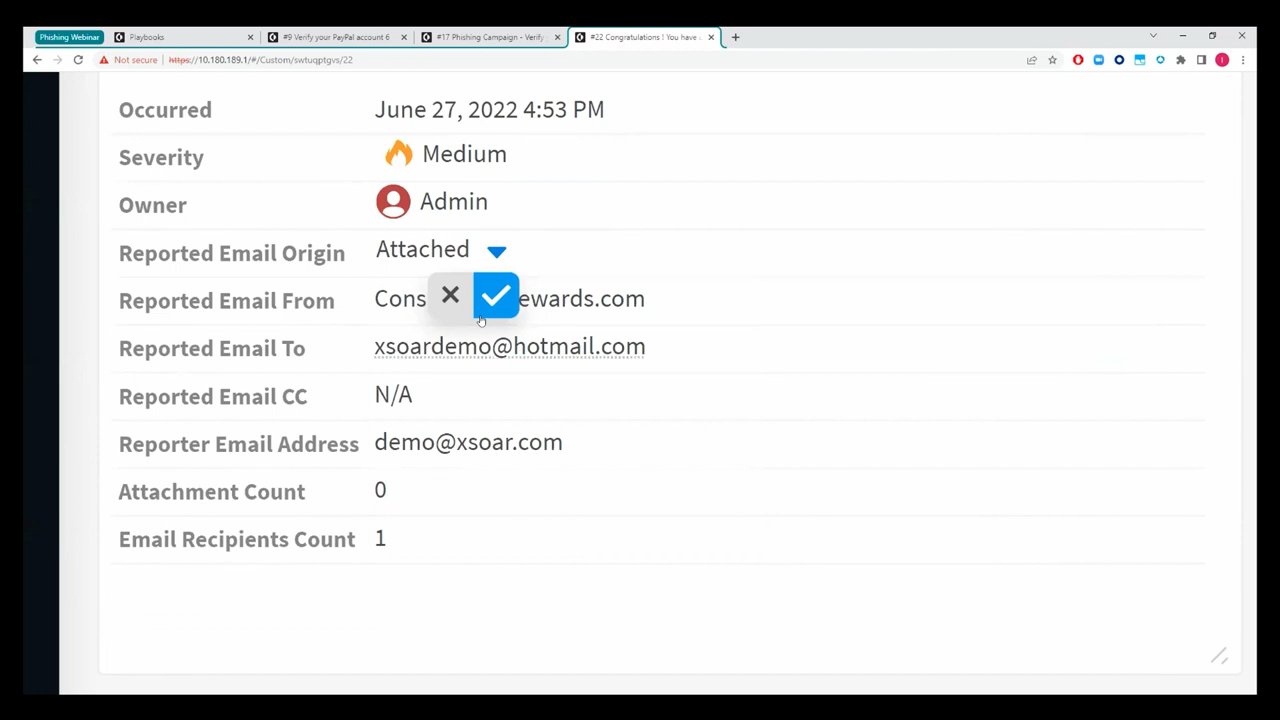 Phishing Webinar
Playbooks
#9 Verify your PayPal account 6
#17 Phishing Campaign - Verify
#22 Congratulations ! You have
Not secure
https://10.180.189.1/#/Custom/swtuqptgvs/22
Occurred June 27, 2022 4:53 PM
Severity Medium
Owner Admin
Reported Email Origin Attached
Reported Email From Cons ewards.com
Reported Email To xsoardemo@hotmail.com
Reported Email CC N/A
Reporter Email Address demo@xsoar.com
Attachment Count 0
Email Recipients Count 1